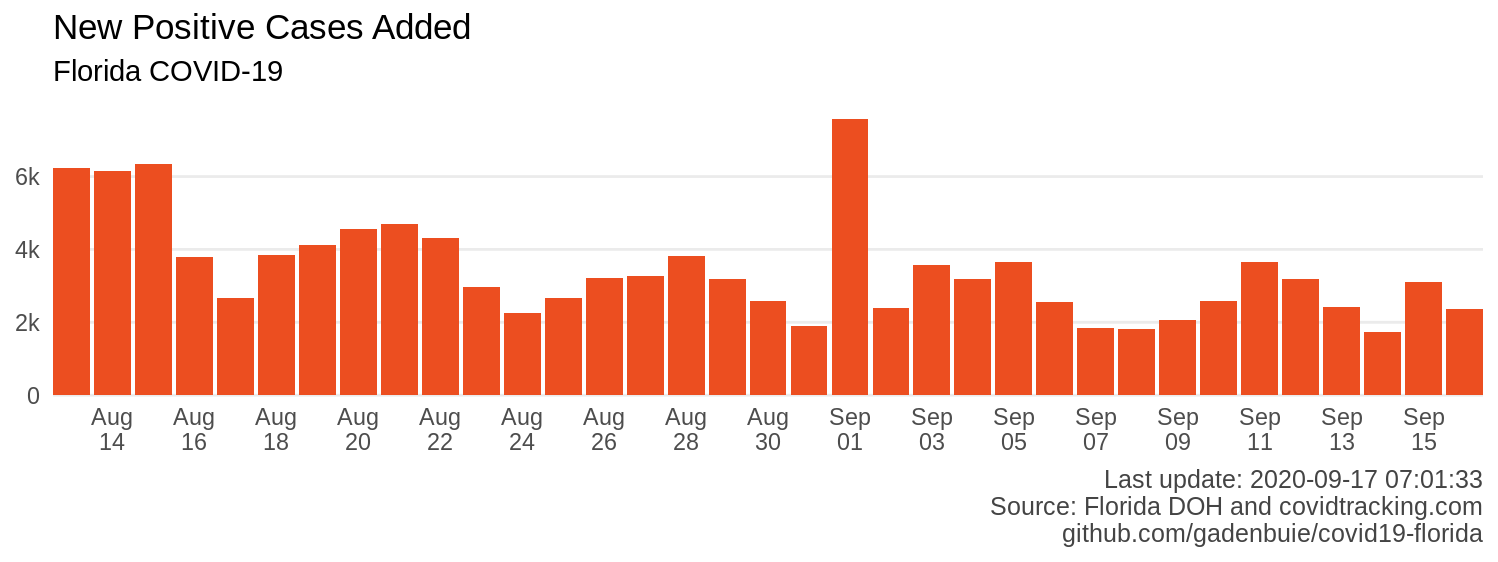 New Positive Cases Added
Florida COVID-19
6k
4k
2k
0
Aug Aug Aug Aug Aug Aug Aug Aug Aug Sep Sep Sep Sep Sep Sep Sep Sep
14 16 18 20 22 24 26 28 30 01 03 05 07 09 11 13 15
Last update: 2020-09-17 07:01:33
Source: Florida DOH and covidtracking.com
github.com/gadenbuie/covid19-florida